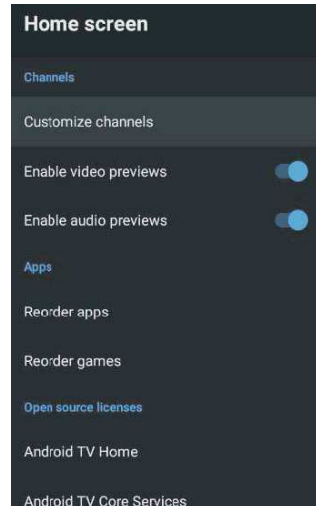 Home screen
Channels
Customize channels
Enable video previews
Enable audio previews
Apps
Reorder apps
Reorder games
Open source licenses
Android TV Home
Android TV Core Services